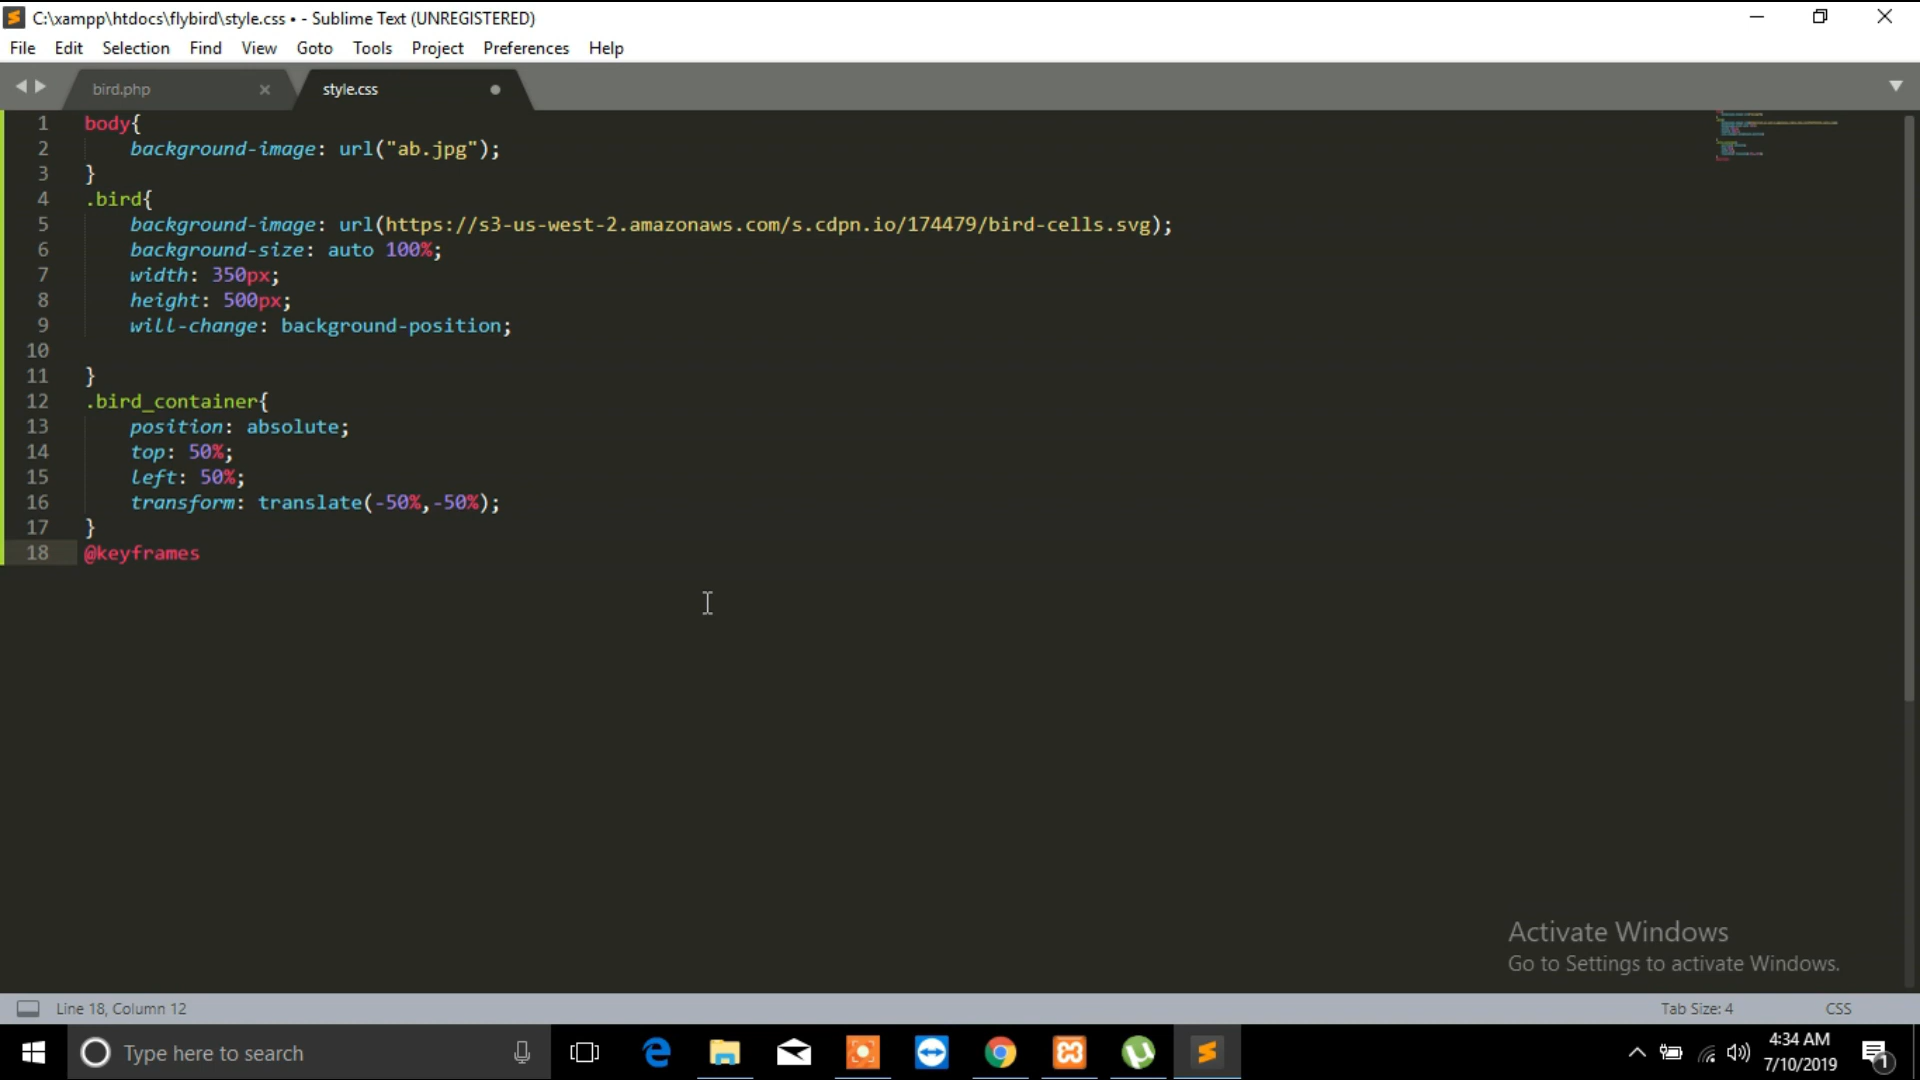 C:\xampp\htdocs\flybird\style.css • - Sublime Text (UNREGISTERED)
File Edit Selection Find View Goto Tools Project Preferences Help
bird.php style.css
1 body{
2 background-image: url("ab.jpg");
3 }
4 .bird{
5 background-image: url(https://s3-us-west-2.amazonaws.com/s.cdpn.io/174479/bird-cells.svg);
6 background-size: auto 100%;
7 width: 350px;
8 height: 500px;
9 will-change: background-position;
10
11 }
12 .bird_container{
13 position: absolute;
14 top: 50%;
15 left: 50%;
16 transform: translate(-50%,-50%);
17 }
18 @keyframes
Activate Windows
Go to Settings to activate Windows.
Line 18, Column 12 Tab Size: 4 CSS
Type here to search
4:34 AM
7/10/2019
1